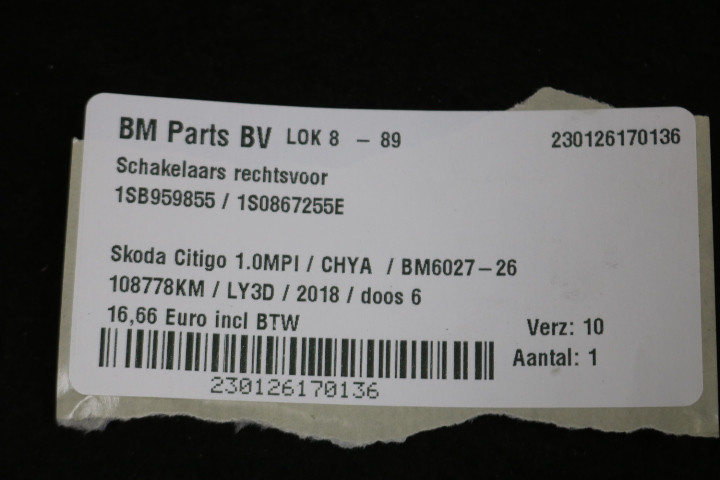 BM Parts BV LOK 8 - 89 230126170136
Schakelaars rechtsvoor
1SB959855 / 1S0867255E
Skoda Citigo 1.0MPI / CHYA / BM6027-26
108778KM / LY3D / 2018 / doos 6
16,66 Euro incl BTW Verz: 10
Aantal: 1
230126170136